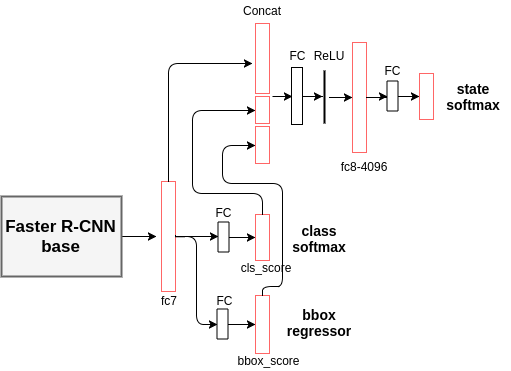 Concat
FC
ReLU
FC
state
softmax
fc8-4096
Faster R-CNN
base
fc7
FC
class
softmax
cls_score
FC
bbox
regressor
bbox_score